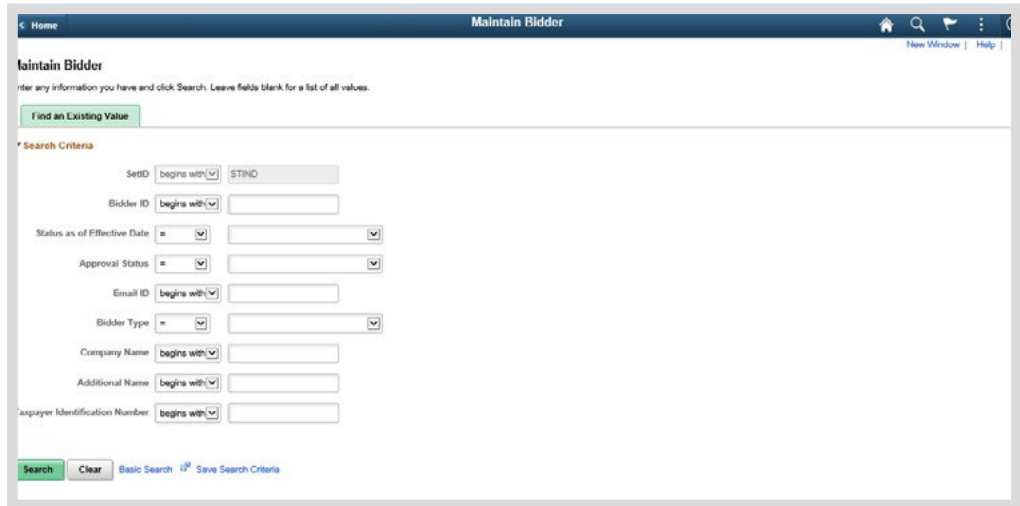 Home
Maintain Bidder
New Window | Help |
Maintain Bidder
nter any information you have and click Search. Leave fields blank for a list of all values.
Find an Existing Value
Search Criteria
SetID begins with STIND
Bidder ID begins with
Status as of Effective Date =
Approval Status =
Email ID begins with
Bidder Type =
Company Name begins with
Additional Name begins with
Taxpayer Identification Number begins with
Search Clear Basic Search Save Search Criteria